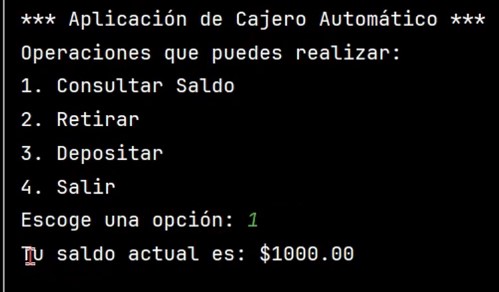 *** Aplicación de Cajero Automático ***
Operaciones que puedes realizar:
1. Consultar Saldo
2. Retirar
3. Depositar
4. Salir
Escoge una opción: 1
Tu saldo actual es: $1000.00